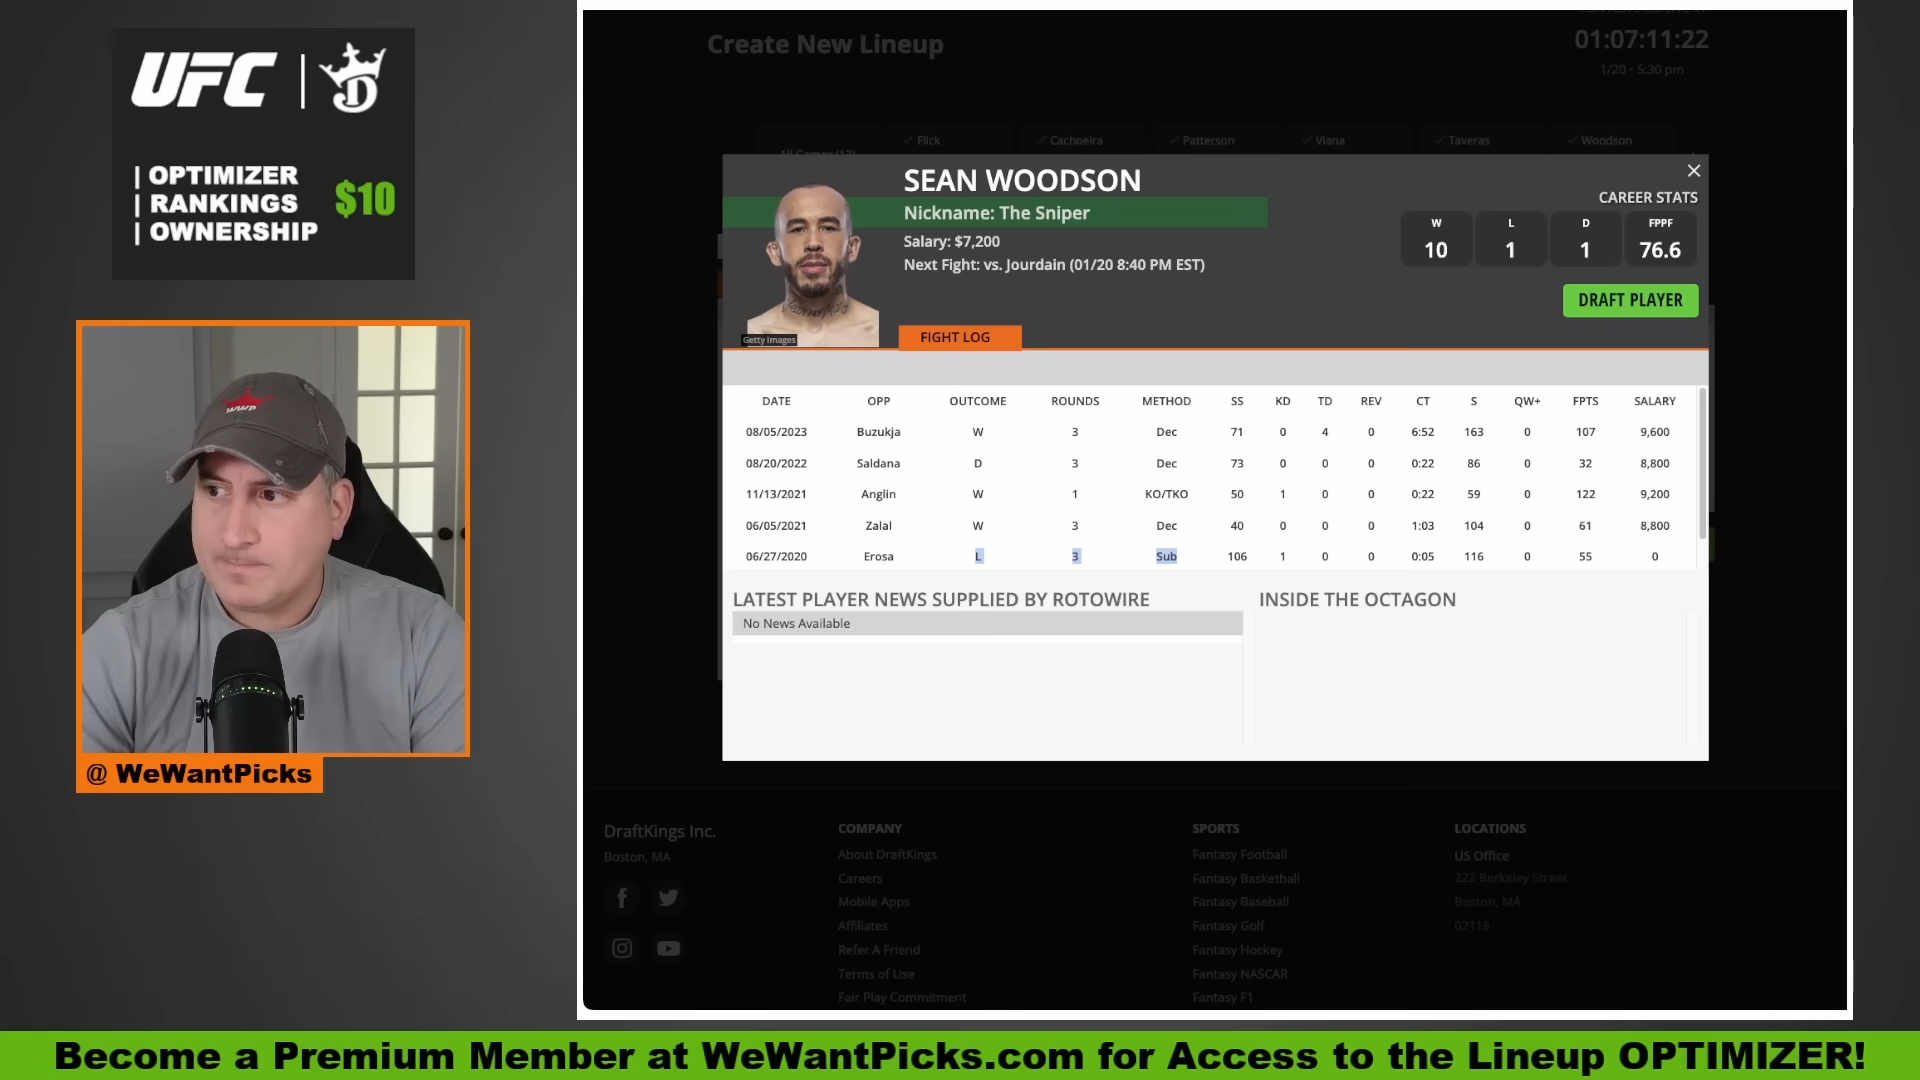 UFC
| OPTIMIZER
| RANKINGS
| OWNERSHIP
$10
WWP
@ WeWantPicks
Create New Lineup
01:07:11:22
1/20 • 5:30 pm
Flick
Cachoeira
Patterson
Viana
Taveras
Woodson
SEAN WOODSON
Nickname: The Sniper
Salary: $7,200
Next Fight: vs. Jourdain (01/20 8:40 PM EST)
CAREER STATS
W L D FPPF
10 1 1 76.6
DRAFT PLAYER
Getty Images
FIGHT LOG
DATE OPP OUTCOME ROUNDS METHOD SS KD TD REV CT S QW+ FPTS SALARY
08/05/2023 Buzukja W 3 Dec 71 0 4 0 6:52 163 0 107 9,600
08/20/2022 Saldana D 3 Dec 73 0 0 0 0:22 86 0 32 8,800
11/13/2021 Anglin W 1 KO/TKO 50 1 0 0 0:22 59 0 122 9,200
06/05/2021 Zalal W 3 Dec 40 0 0 0 1:03 104 0 61 8,800
06/27/2020 Erosa L 3 Sub 106 1 0 0 0:05 116 0 55 0
LATEST PLAYER NEWS SUPPLIED BY ROTOWIRE
No News Available
INSIDE THE OCTAGON
DraftKings Inc.
Boston, MA
COMPANY
About DraftKings
Careers
Mobile Apps
Affiliates
Refer A Friend
Terms of Use
Fair Play Commitment
SPORTS
Fantasy Football
Fantasy Basketball
Fantasy Baseball
Fantasy Golf
Fantasy Hockey
Fantasy NASCAR
Fantasy F1
LOCATIONS
US Office
222 Berkeley Street
Boston, MA
02116
Become a Premium Member at WeWantPicks.com for Access to the Lineup OPTIMIZER!